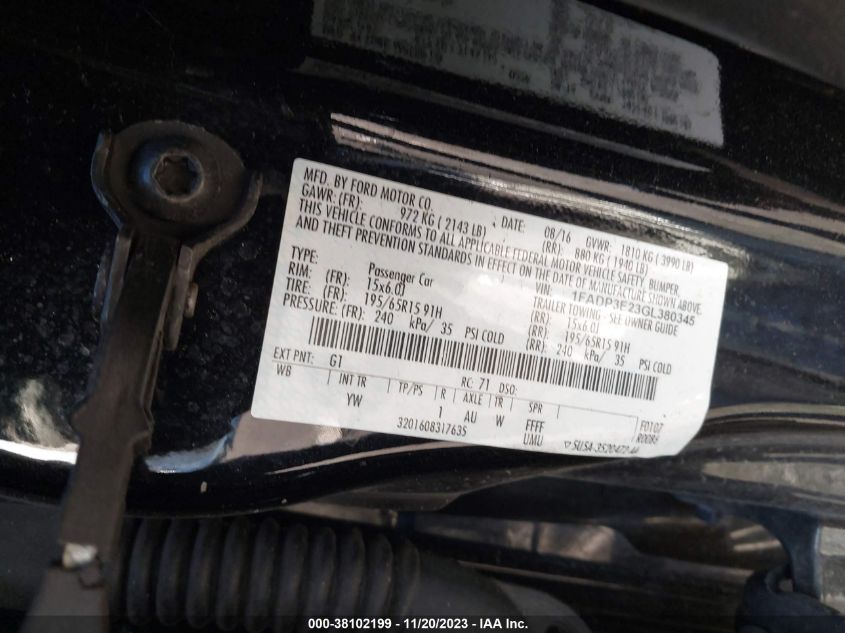 MFD. BY FORD MOTOR CO.
DATE: 08/16 GVWR: 1810 KG ( 3990 LB)
GAWR: (FR): 972 KG ( 2143 LB) (RR): 880 KG ( 1940 LB)
THIS VEHICLE CONFORMS TO ALL APPLICABLE FEDERAL MOTOR VEHICLE SAFETY, BUMPER,
AND THEFT PREVENTION STANDARDS IN EFFECT ON THE DATE OF MANUFACTURE SHOWN ABOVE.
VIN: 1FADP3F23GL380345
TYPE: Passenger Car TRAILER TOWING - SEE OWNER GUIDE
RIM: (FR): 15x6.0J (RR): 15x6.0J
TIRE: (FR): 195/65R15 91H (RR): 195/65R15 91H
PRESSURE: (FR): 240 kPa/ 35 PSI COLD (RR): 240 kPa/ 35 PSI COLD
EXT PNT: G1 RC: 71 DSO:
WB INT TR TP/PS R AXLE TR SPR
YW 1 AU W FFFF
UMU
F0107
320160831763S
000-38102199 - 11/20/2023 - IAA Inc.